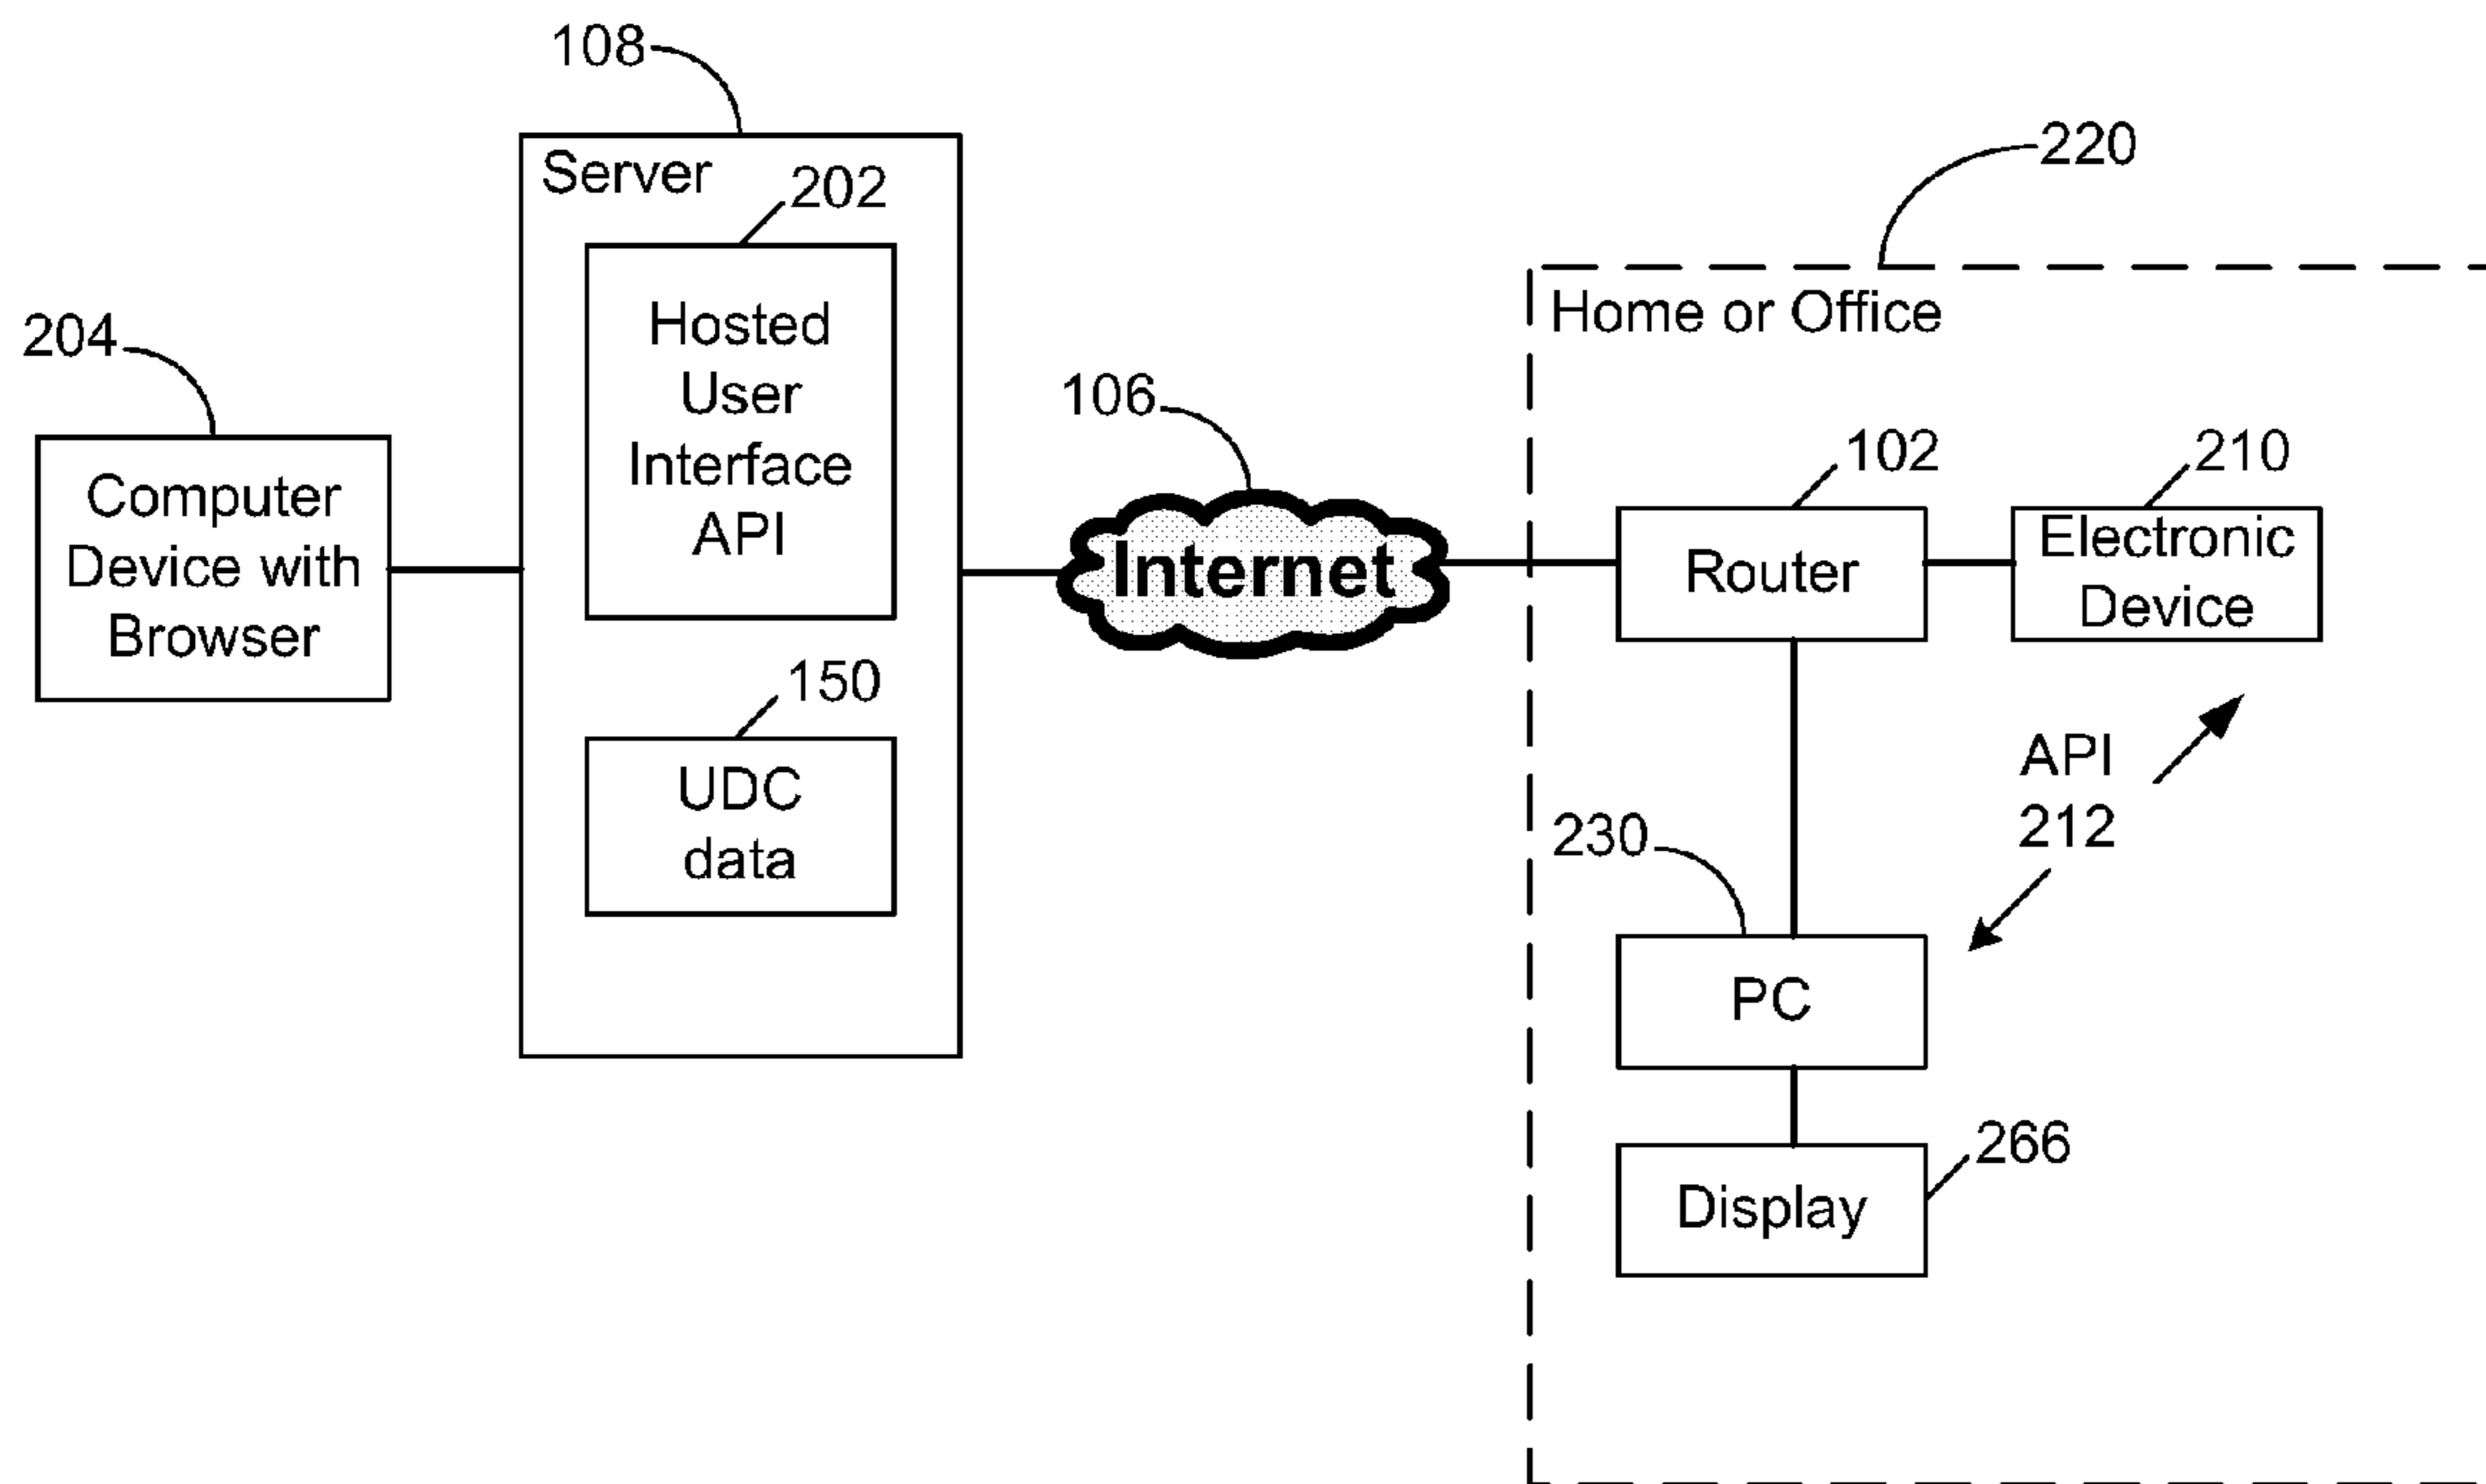 108
Server
202
Hosted
User
Interface
API
150
UDC
data
204
Computer
Device with
Browser
106
Internet
220
Home or Office
102
Router
210
Electronic
Device
API
212
230
PC
266
Display